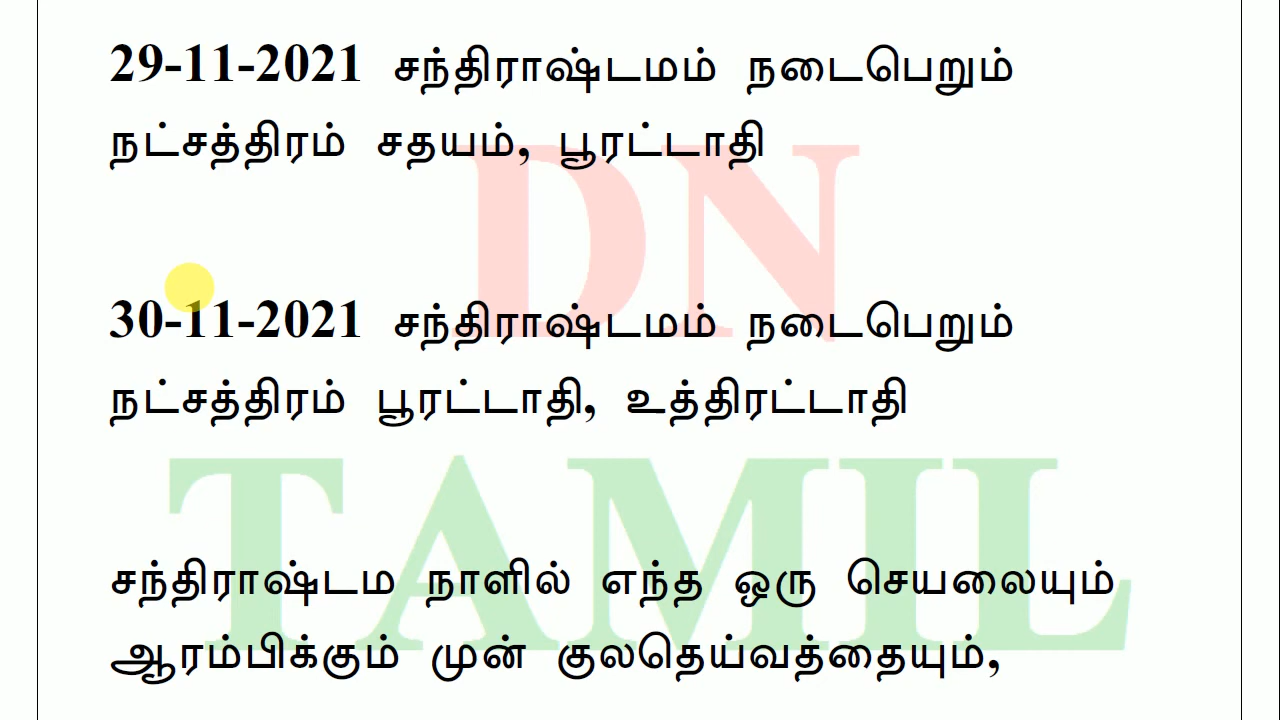 29-11-2021 சந்திராஷ்டமம் நடைபெறும்
நட்சத்திரம் சதயம், பூரட்டாதி
DN
30-11-2021 சந்திராஷ்டமம் நடைபெறும்
நட்சத்திரம் பூரட்டாதி, உத்திரட்டாதி
TAMIL
சந்திராஷ்டம நாளில் எந்த ஒரு செயலையும்
ஆரம்பிக்கும் முன் குலதெய்வத்தையும்,